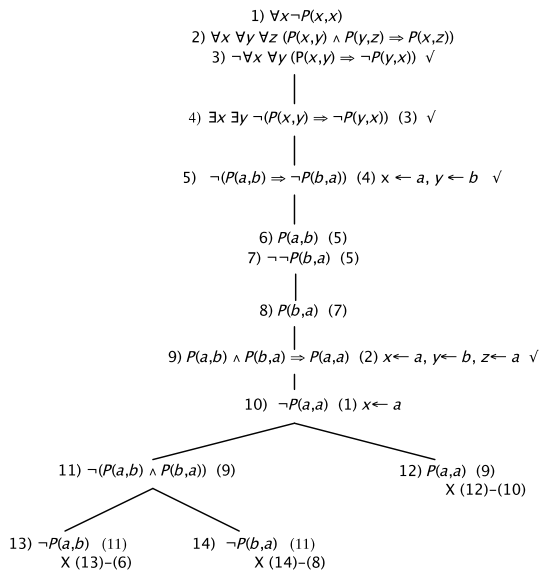 1) ∀x¬P(x,x)
2) ∀x ∀y ∀z (P(x,y) ∧ P(y,z) ⇒ P(x,z))
3) ¬∀x ∀y (P(x,y) ⇒ ¬P(y,x)) √
4) ∃x ∃y ¬(P(x,y) ⇒ ¬P(y,x)) (3) √
5) ¬(P(a,b) ⇒ ¬P(b,a)) (4) x ← a, y ← b √
6) P(a,b) (5)
7) ¬¬P(b,a) (5)
8) P(b,a) (7)
9) P(a,b) ∧ P(b,a) ⇒ P(a,a) (2) x← a, y← b, z← a √
10) ¬P(a,a) (1) x← a
11) ¬(P(a,b) ∧ P(b,a)) (9)
12) P(a,a) (9)
X (12)-(10)
13) ¬P(a,b) (11)
X (13)-(6)
14) ¬P(b,a) (11)
X (14)-(8)